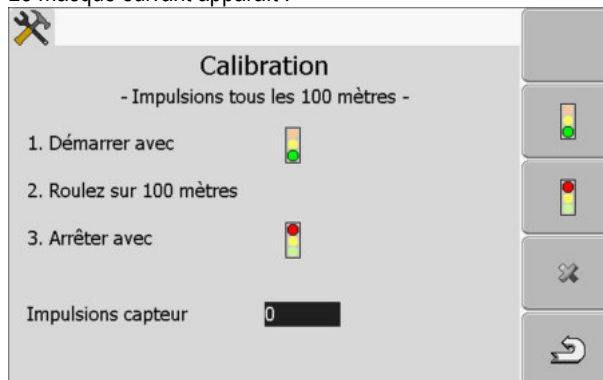 Le masque suivant apparaît :
Calibration
- Impulsions tous les 100 mètres -
1. Démarrer avec
2. Roulez sur 100 mètres
3. Arrêter avec
Impulsions capteur 0